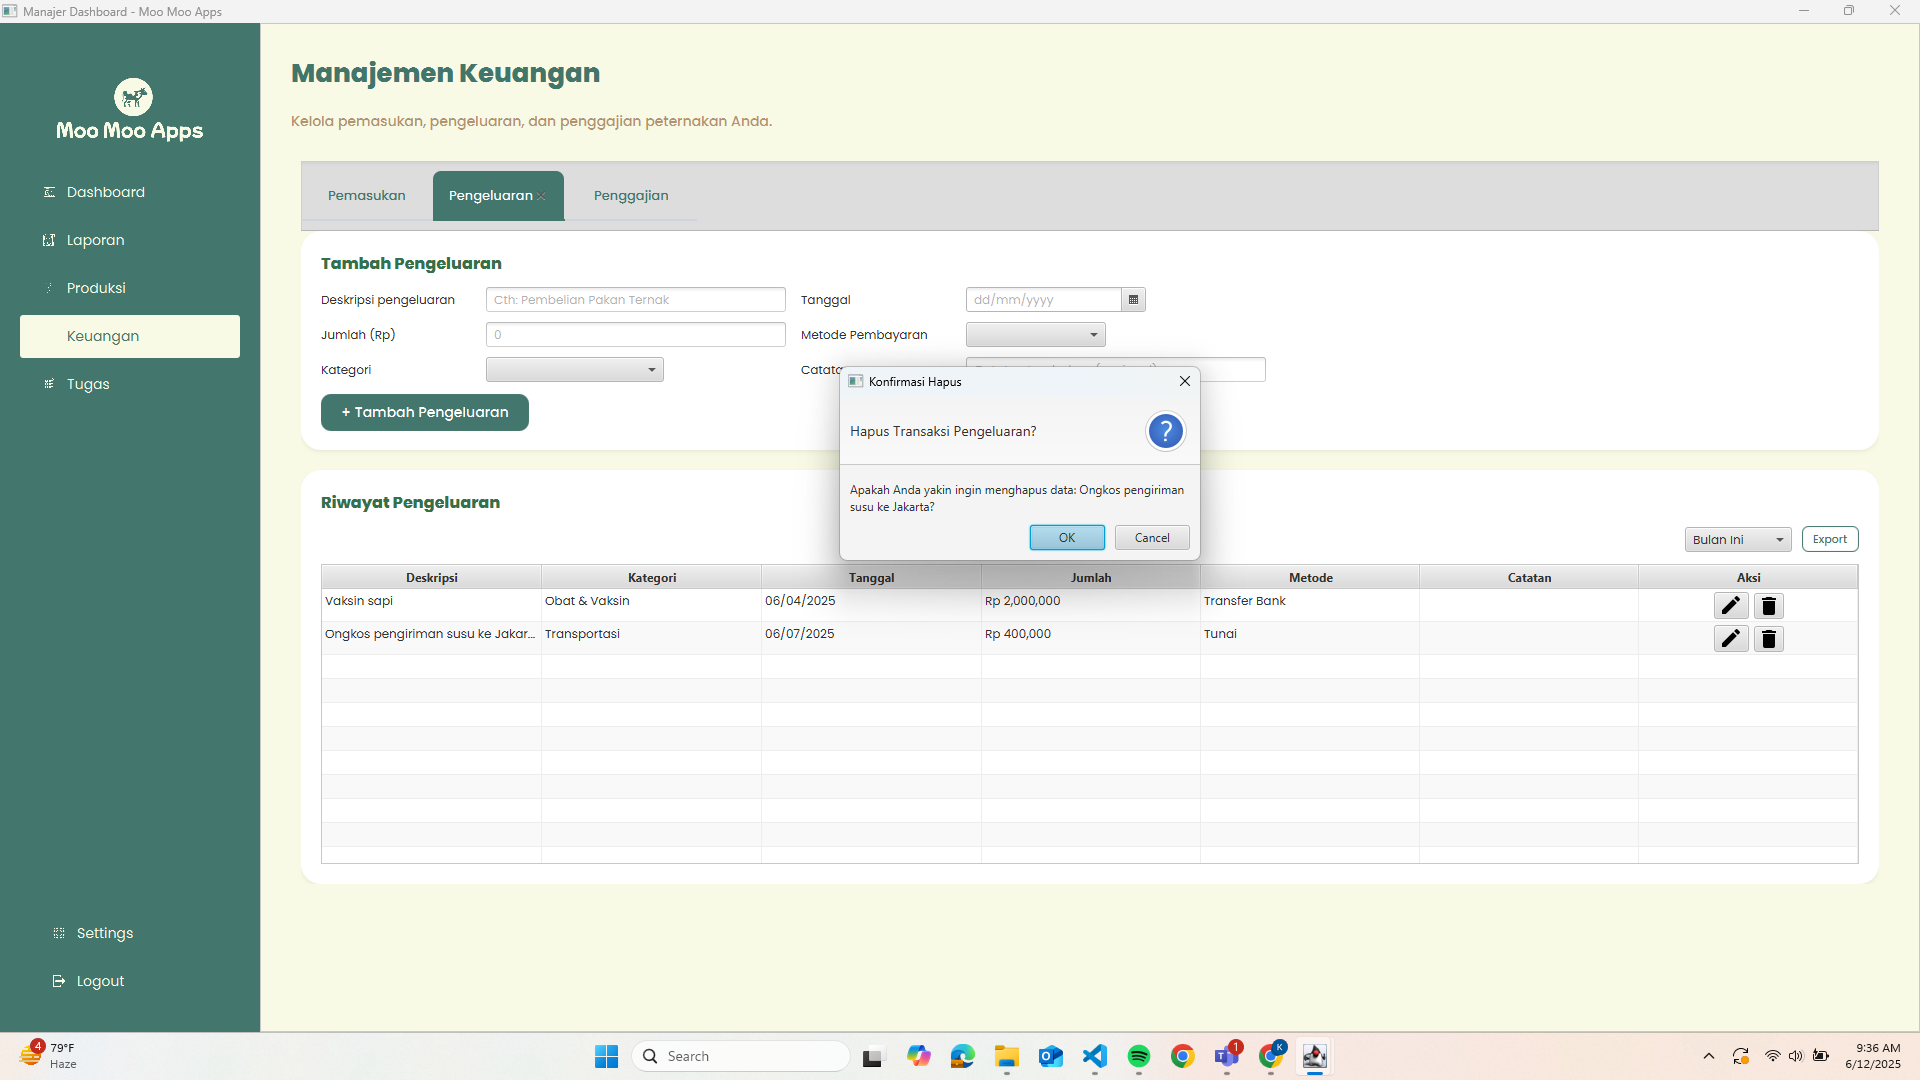 Manajer Dashboard - Moo Moo Apps
Moo Moo Apps
Dashboard
Laporan
Produksi
Keuangan
Tugas
Settings
Logout
Manajemen Keuangan
Kelola pemasukan, pengeluaran, dan penggajian peternakan Anda.
Pemasukan
Pengeluaran
Penggajian
Tambah Pengeluaran
Deskripsi pengeluaran
Cth: Pembelian Pakan Ternak
Tanggal
dd/mm/yyyy
Jumlah (Rp)
0
Metode Pembayaran
Kategori
+ Tambah Pengeluaran
Konfirmasi Hapus
Hapus Transaksi Pengeluaran?
?
Apakah Anda yakin ingin menghapus data: Ongkos pengiriman
susu ke Jakarta?
OK
Cancel
Riwayat Pengeluaran
Bulan Ini
Export
Deskripsi Kategori Tanggal Jumlah Metode Catatan Aksi
Vaksin sapi Obat & Vaksin 06/04/2025 Rp 2,000,000 Transfer Bank
Ongkos pengiriman susu ke Jakar... Transportasi 06/07/2025 Rp 400,000 Tunai
4
79°F
Haze
Search
1
K
9:36 AM
6/12/2025